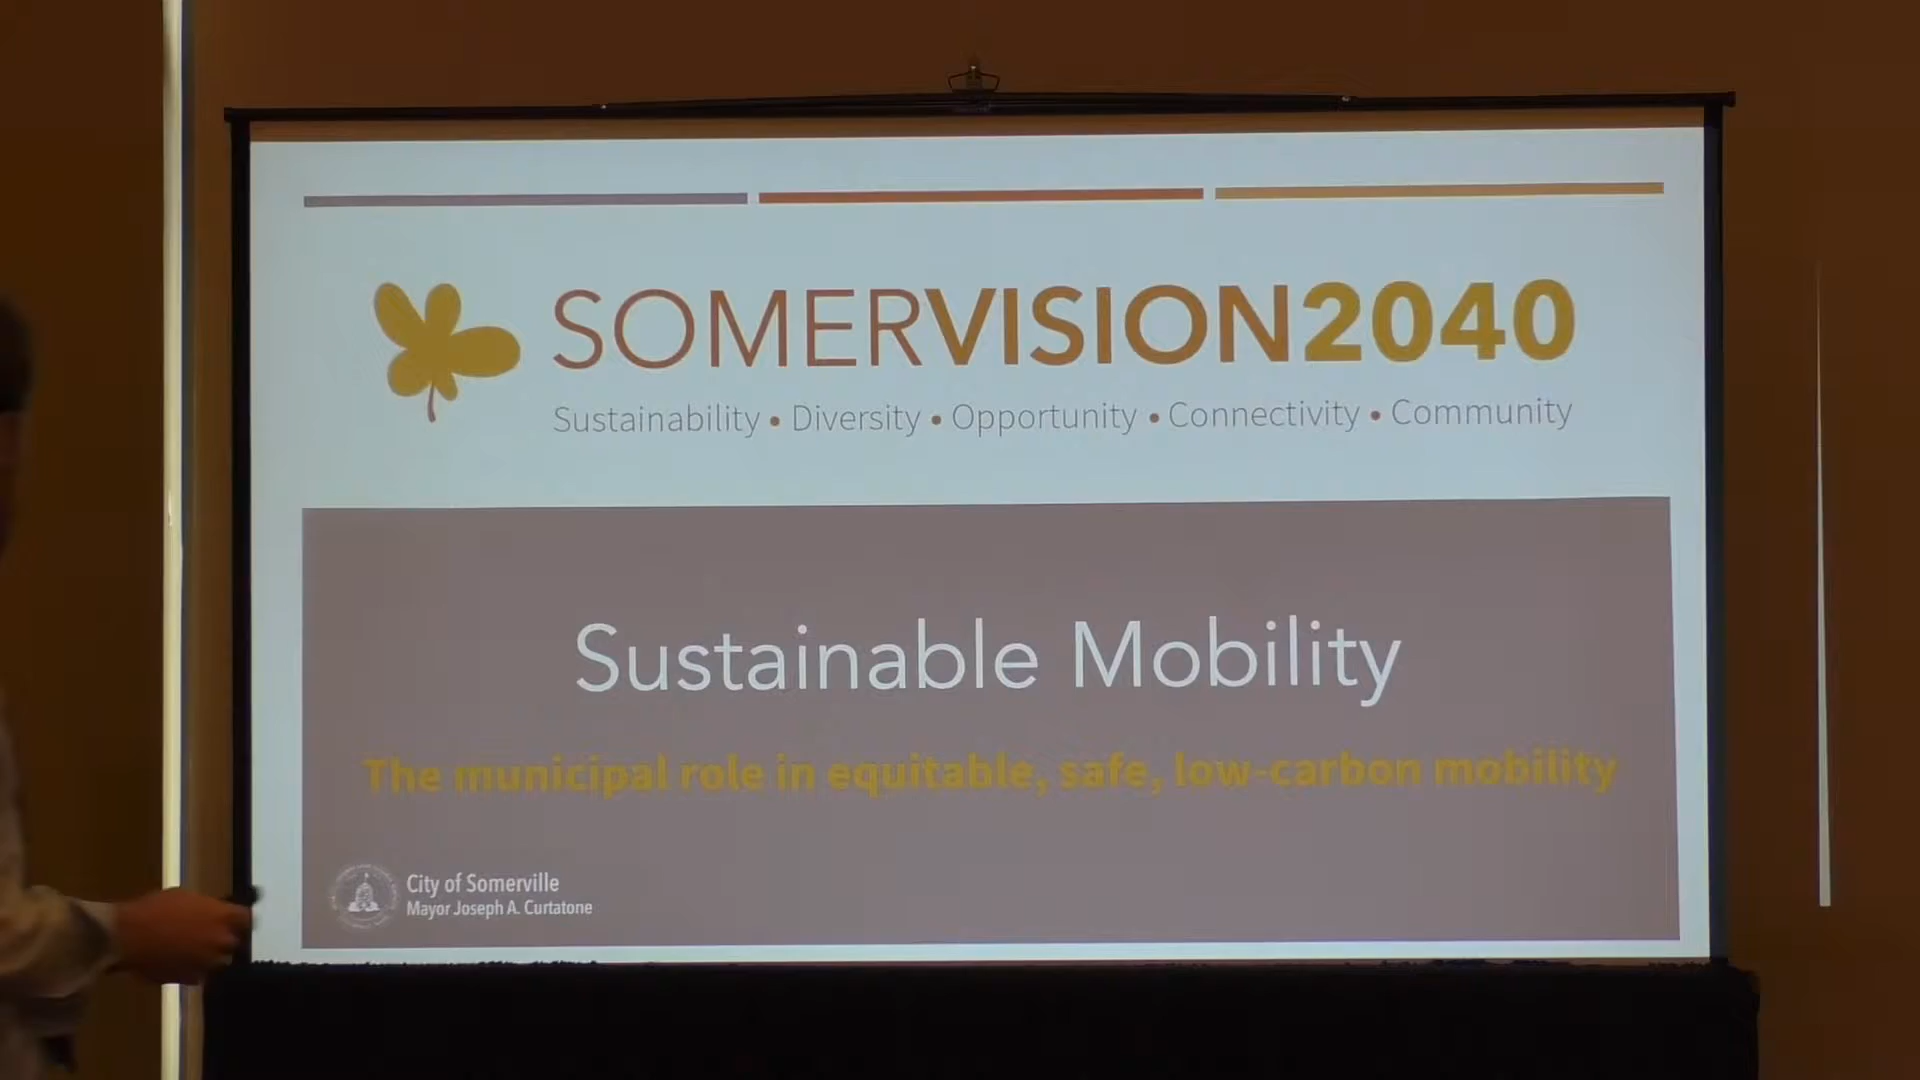 SOMERVISION2040
Sustainability • Diversity • Opportunity • Connectivity • Community
Sustainable Mobility
The municipal role in equitable, safe, low-carbon mobility
City of Somerville
Mayor Joseph A. Curtatone